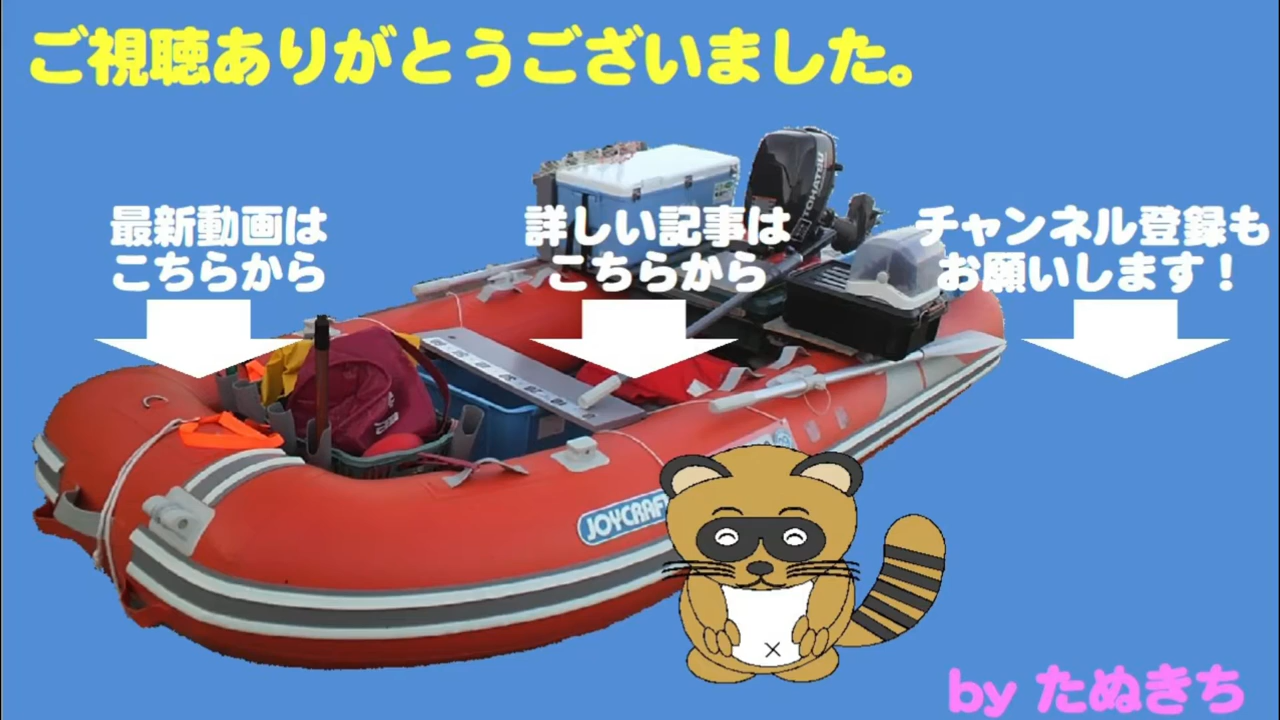 ご視聴ありがとうございました。
TOHATSU
最新動画は
こちらから
詳しい記事は
こちらから
チャンネル登録も
お願いします！
JOYCRAF
by たぬきち